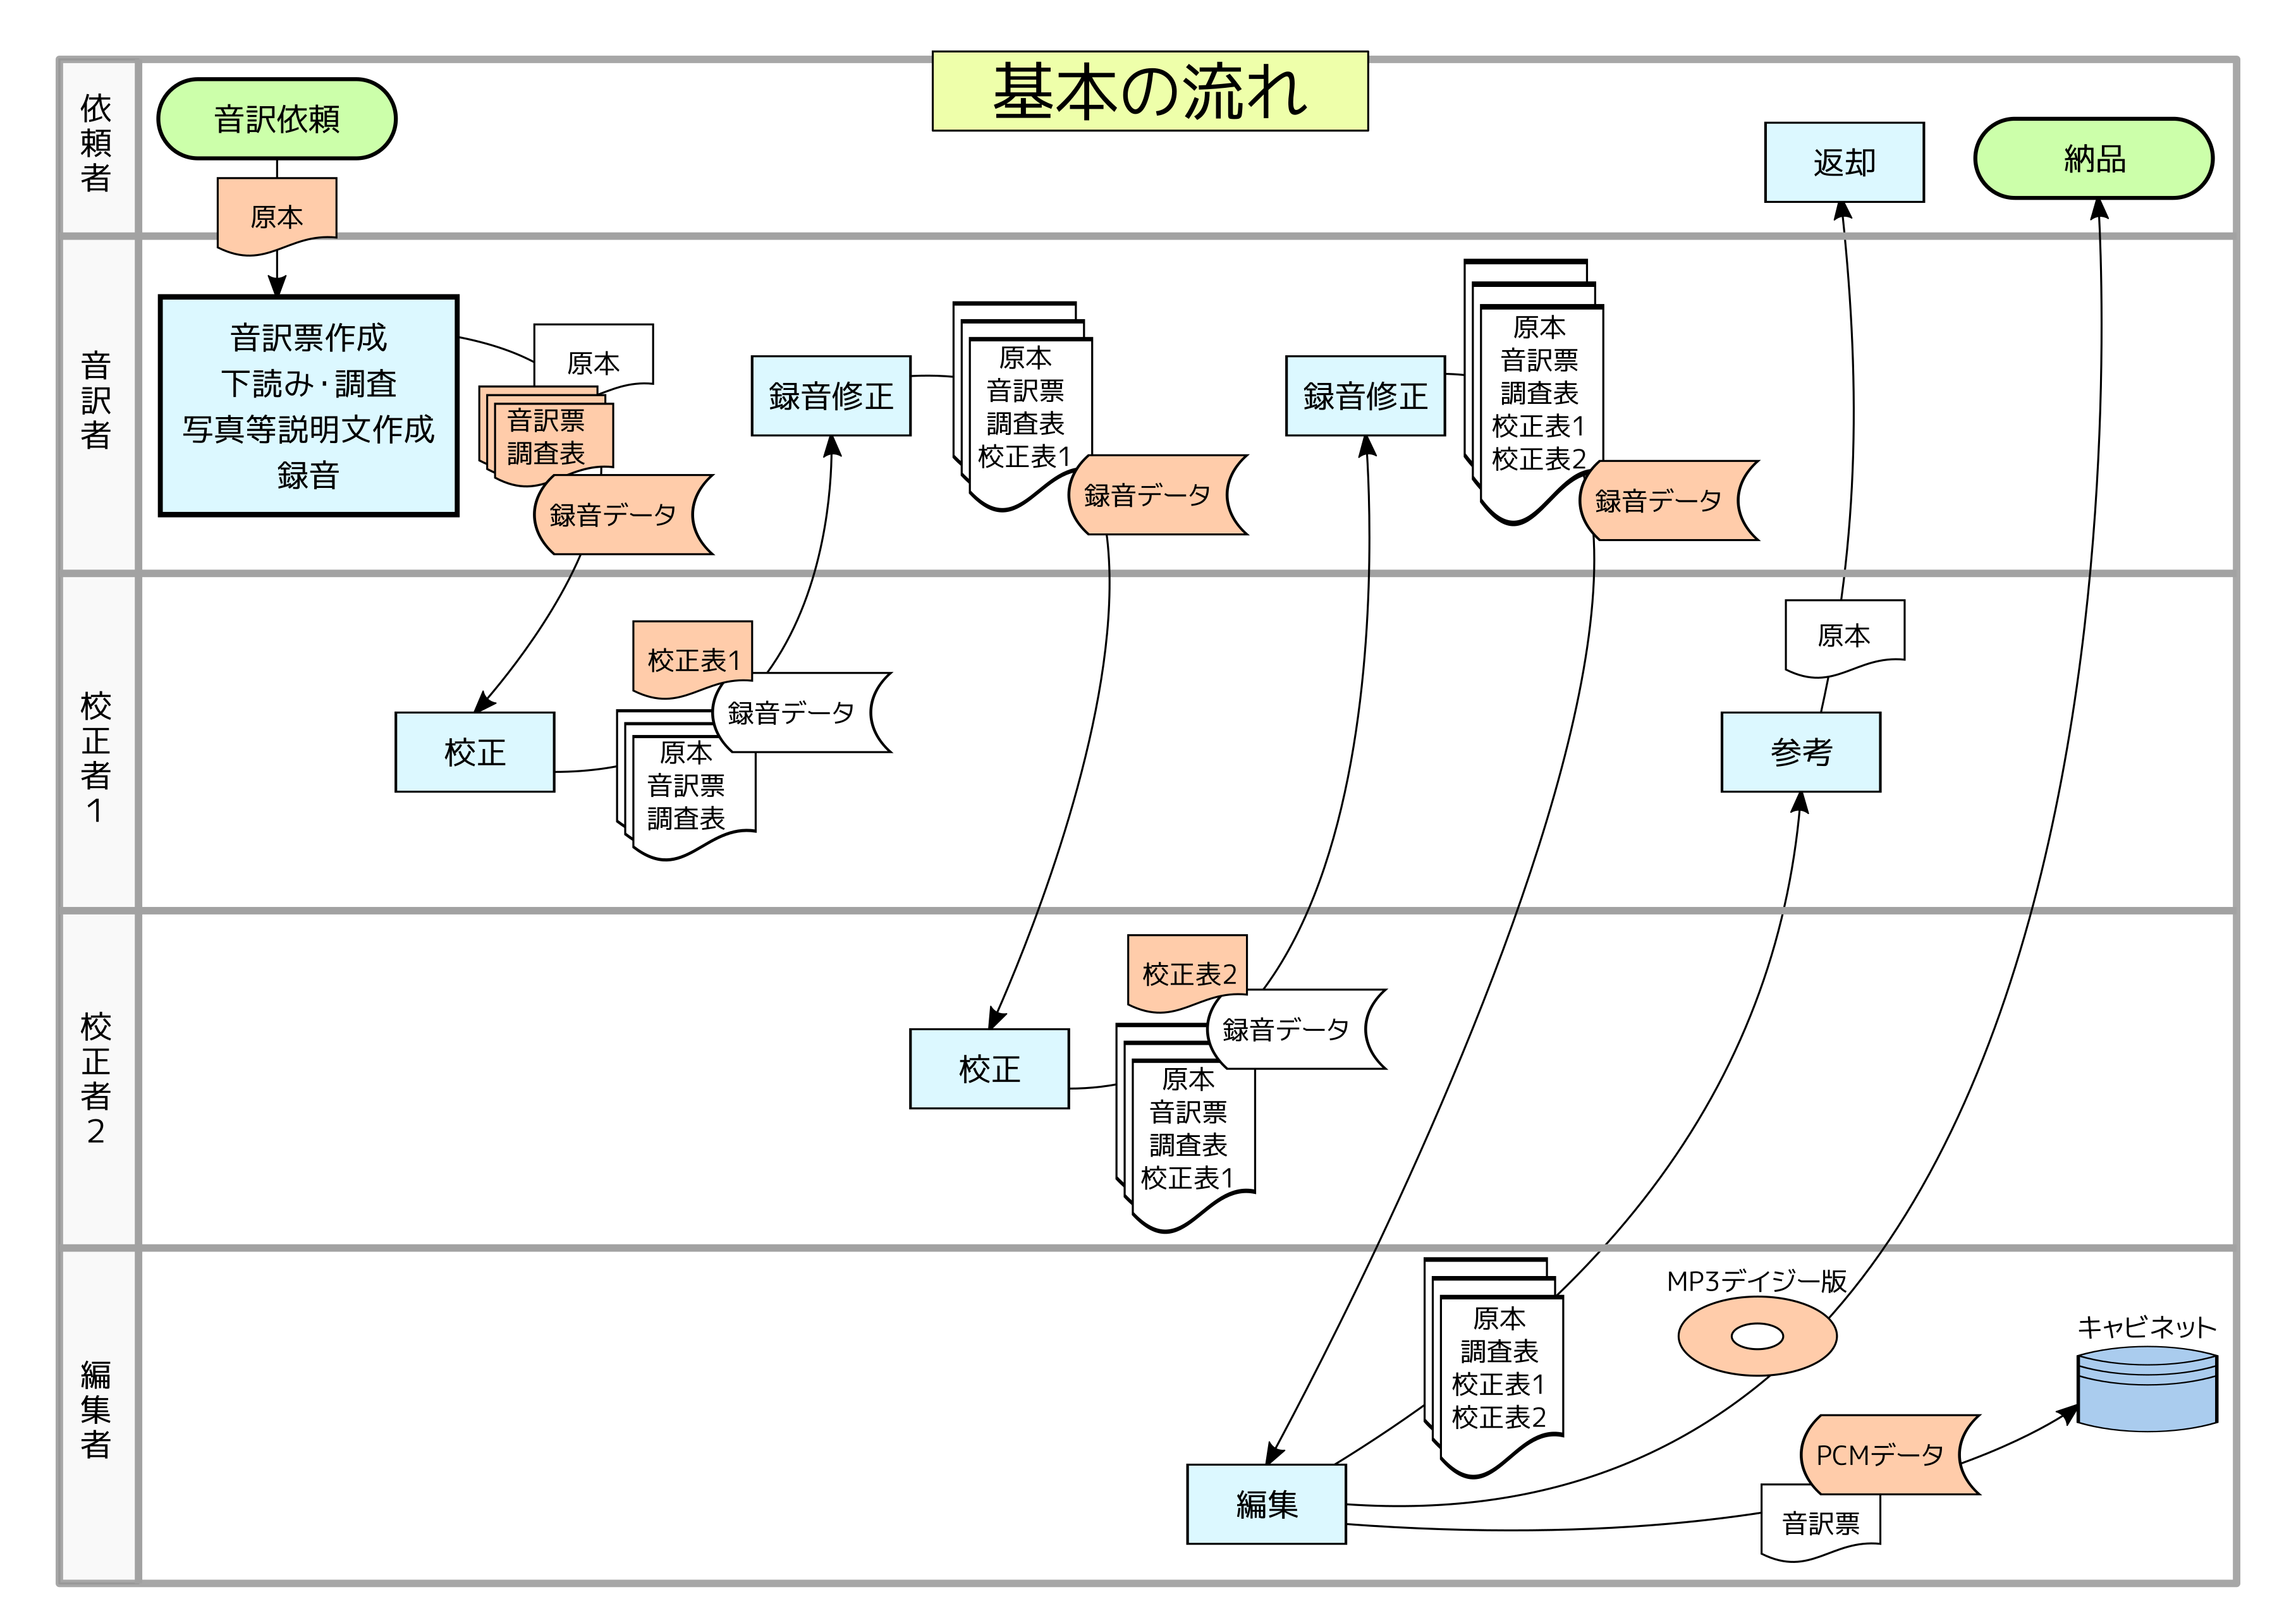 基本の流れ
依頼者
音訳依頼
原本
返却
納品
音訳者
音訳票作成
下読み・調査
写真等説明文作成
録音
原本
音訳票
調査表
録音データ
録音修正
原本
音訳票
調査表
校正表1
録音データ
録音修正
原本
音訳票
調査表
校正表1
校正表2
録音データ
校正者1
校正
校正表1
録音データ
原本
音訳票
調査表
原本
参考
校正者2
校正
校正表2
録音データ
原本
音訳票
調査表
校正表1
編集者
編集
原本
調査表
校正表1
校正表2
MP3デイジー版
キャビネット
PCMデータ
音訳票